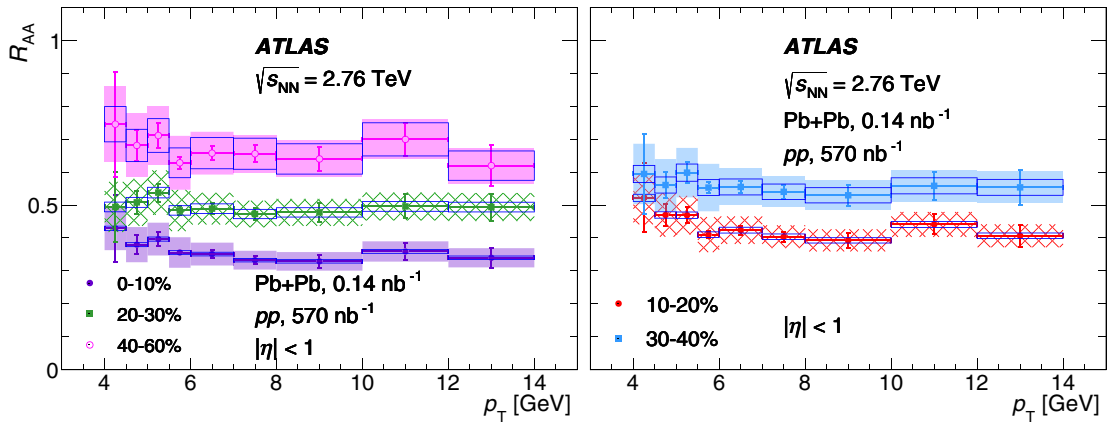 R_AA
1
0.5
0
ATLAS
√s_NN = 2.76 TeV
0-10%
20-30%
40-60%
Pb+Pb, 0.14 nb⁻¹
pp, 570 nb⁻¹
|η| < 1
4 6 8 10 12 14
p_T [GeV]
ATLAS
√s_NN = 2.76 TeV
Pb+Pb, 0.14 nb⁻¹
pp, 570 nb⁻¹
10-20%
30-40%
|η| < 1
4 6 8 10 12 14
p_T [GeV]